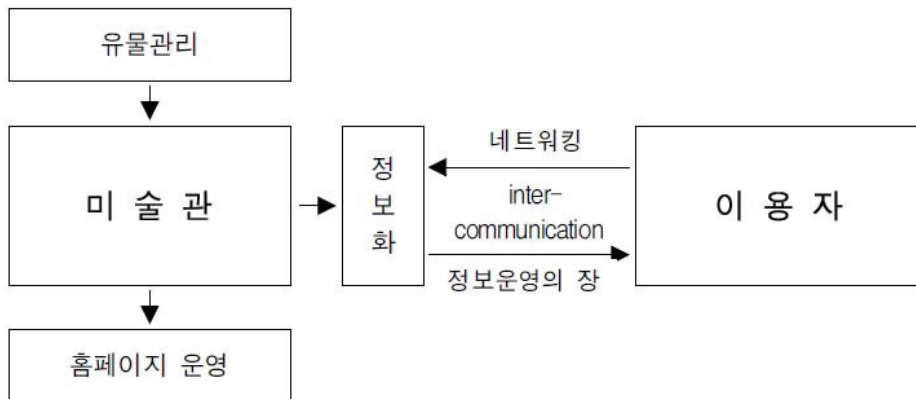 유물관리
미 술 관
정
보
화
네트워킹
inter-
communication
정보운영의 장
이 용 자
홈페이지 운영